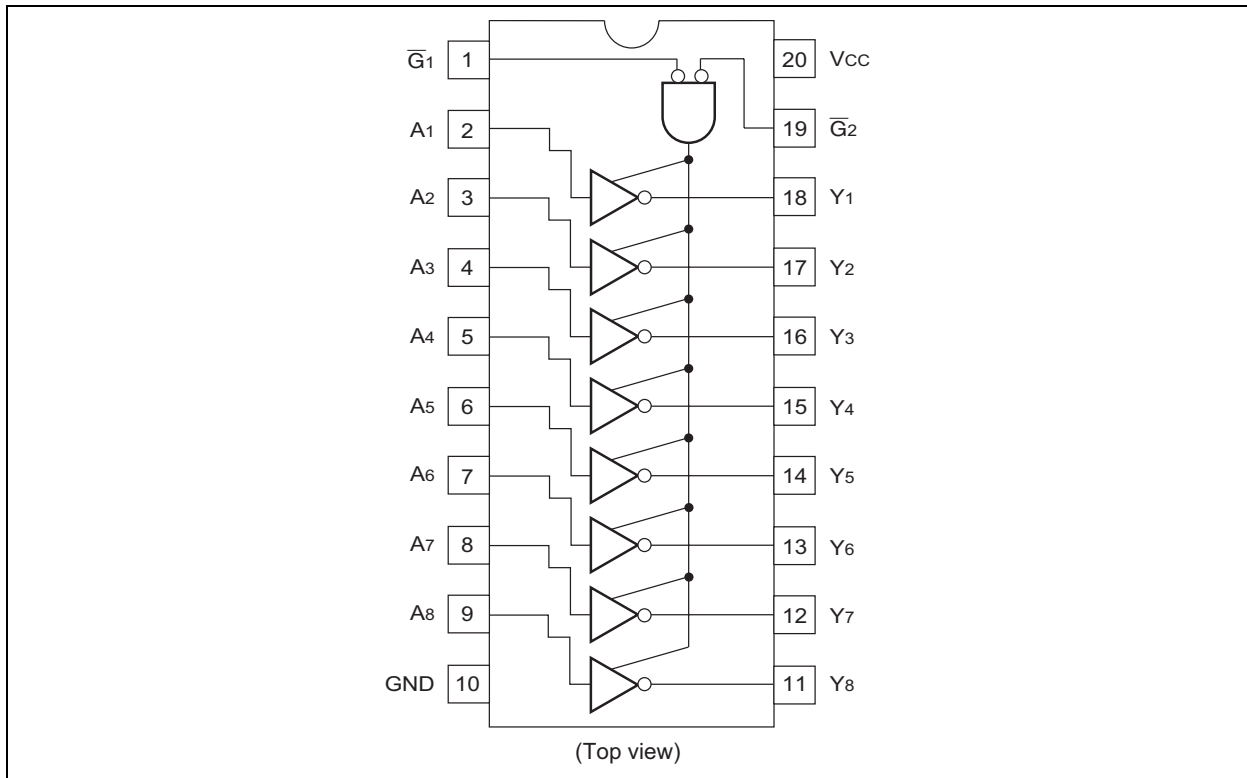 G̅1 1 20 VCC
A1 2 19 G̅2
A2 3 18 Y1
A3 4 17 Y2
A4 5 16 Y3
A5 6 15 Y4
A6 7 14 Y5
A7 8 13 Y6
A8 9 12 Y7
GND 10 11 Y8
(Top view)